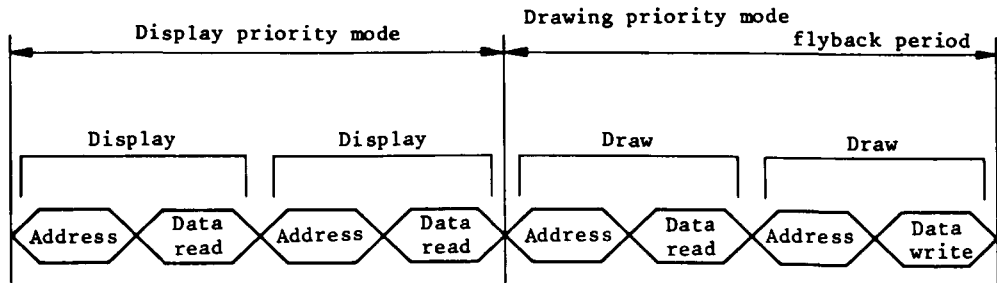 Display priority mode
Drawing priority mode
flyback period
Display
Display
Draw
Draw
Address
Data
read
Address
Data
read
Address
Data
read
Address
Data
write